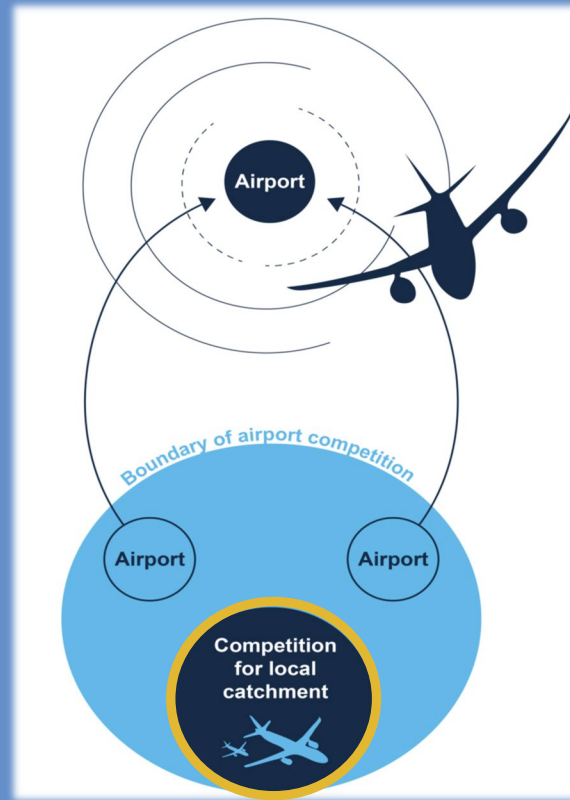 Airport
Boundary of airport competition
Airport
Airport
Competition
for local
catchment